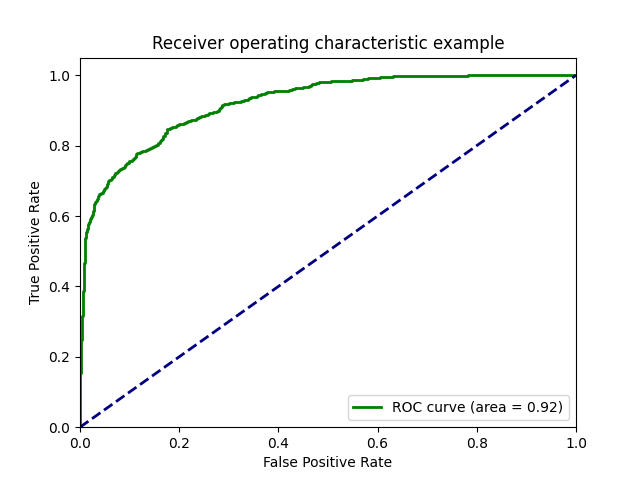 Receiver operating characteristic example
1.0
0.8
0.6
0.4
0.2
0.0
True Positive Rate
ROC curve (area = 0.92)
0.0 0.2 0.4 0.6 0.8 1.0
False Positive Rate